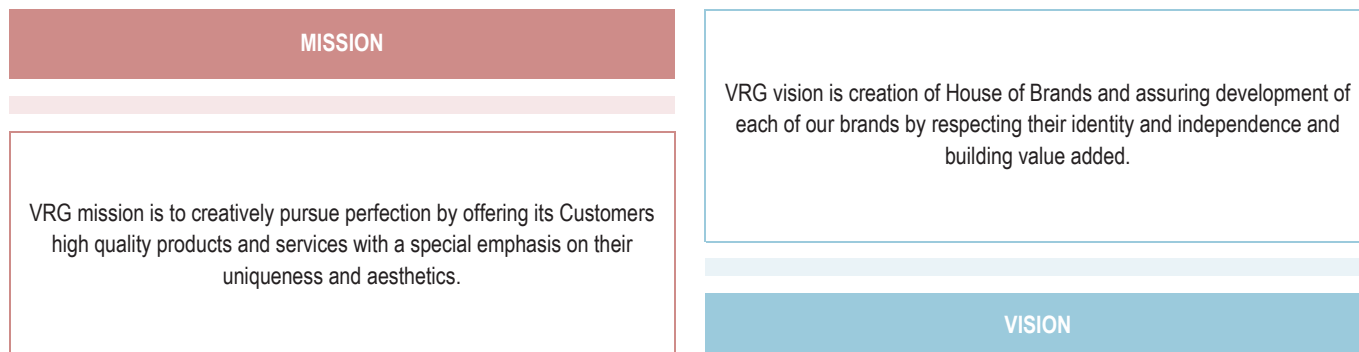 MISSION
VRG mission is to creatively pursue perfection by offering its Customers
high quality products and services with a special emphasis on their
uniqueness and aesthetics.
VRG vision is creation of House of Brands and assuring development of
each of our brands by respecting their identity and independence and
building value added.
VISION